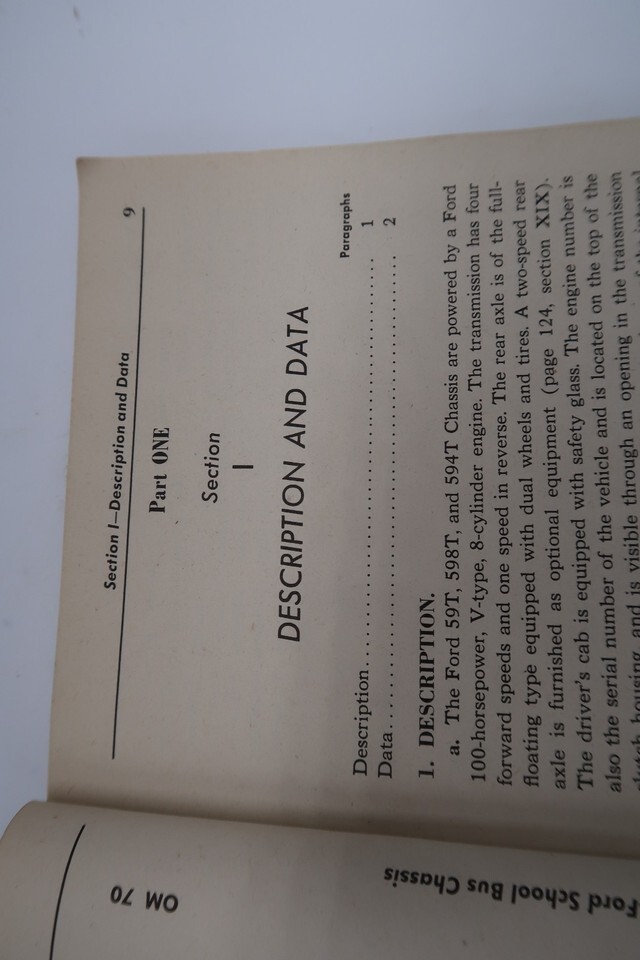 OM 70
Ford School Bus Chassis
Section I—Description and Data 9
Part ONE
Section
I
DESCRIPTION AND DATA
Paragraphs
Description 1
Data 2
1. DESCRIPTION.
a. The Ford 59T, 598T, and 594T Chassis are powered by a Ford
100-horsepower, V-type, 8-cylinder engine. The transmission has four
forward speeds and one speed in reverse. The rear axle is of the full-
floating type equipped with dual wheels and tires. A two-speed rear
axle is furnished as optional equipment (page 124, section XIX).
The driver's cab is equipped with safety glass. The engine number is
also the serial number of the vehicle and is located on the top of the
clutch housing, and is visible through an opening in the transmission